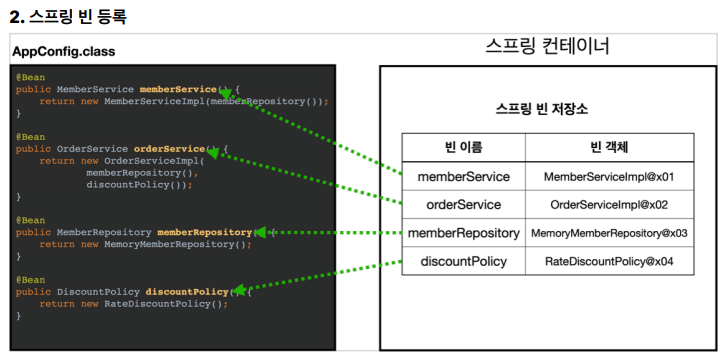 2. 스프링 빈 등록
AppConfig.class
@Bean
public MemberService memberService() {
    return new MemberServiceImpl(memberRepository());
}
@Bean
public OrderService orderService() {
    return new OrderServiceImpl(
            memberRepository(),
            discountPolicy());
}
@Bean
public MemberRepository memberRepository() {
    return new MemoryMemberRepository();
}
@Bean
public DiscountPolicy discountPolicy() {
    return new RateDiscountPolicy();
}
스프링 컨테이너
스프링 빈 저장소
빈 이름 빈 객체
memberService MemberServiceImpl@x01
orderService OrderServiceImpl@x02
memberRepository MemoryMemberRepository@x03
discountPolicy RateDiscountPolicy@x04